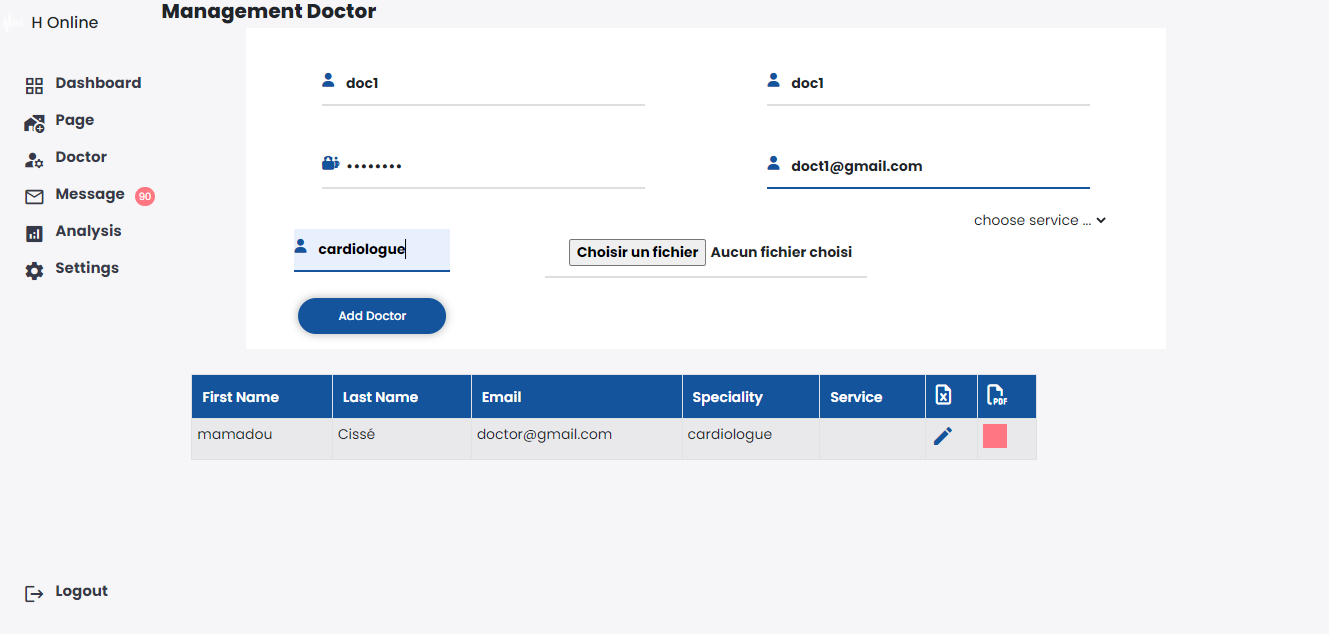 Management Doctor
H Online
Dashboard
Page
Doctor
Message 90
Analysis
Settings
Logout
doc1
doc1
••••••••
doct1@gmail.com
choose service ...
cardiologue
Choisir un fichier Aucun fichier choisi
Add Doctor
First Name Last Name Email Speciality Service PDF
mamadou Cissé doctor@gmail.com cardiologue